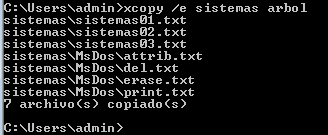 C:\Users\admin>xcopy /e sistemas arbol
sistemas\sistemas01.txt
sistemas\sistemas02.txt
sistemas\sistemas03.txt
sistemas\MsDos\attrib.txt
sistemas\MsDos\del.txt
sistemas\MsDos\erase.txt
sistemas\MsDos\print.txt
7 archivo(s) copiado(s)
C:\Users\admin>